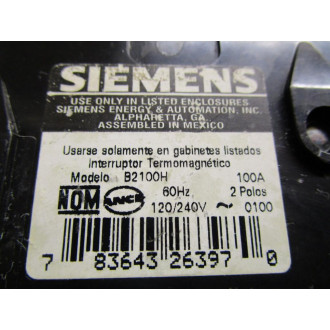 SIEMENS
USE ONLY IN LISTED ENCLOSURES
SIEMENS ENERGY & AUTOMATION, INC.
ALPHARETTA, GA
ASSEMBLED IN MEXICO
Usarse solamente en gabinetes listados
Interruptor Termomagnético
Modelo B2100H 100A
NOM ANCE 60Hz, 2 Polos
120/240V ~ 0100
7 83643 26397 0